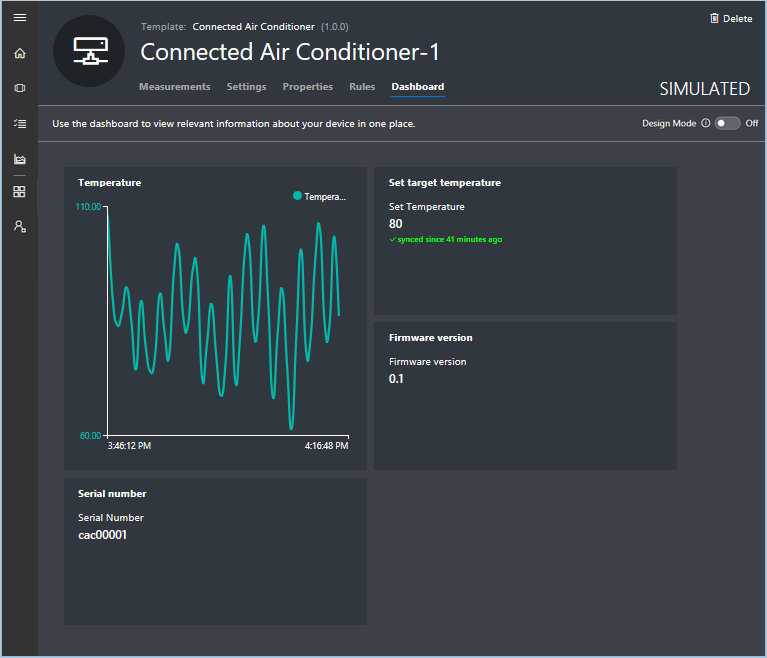 Template: Connected Air Conditioner (1.0.0)
Delete
Connected Air Conditioner-1
Measurements Settings Properties Rules Dashboard
SIMULATED
Use the dashboard to view relevant information about your device in one place.
Design Mode Off
Temperature
Tempera...
110.00
60.00
3:46:12 PM 4:16:48 PM
Set target temperature
Set Temperature
80
synced since 41 minutes ago
Firmware version
Firmware version
0.1
Serial number
Serial Number
cac00001